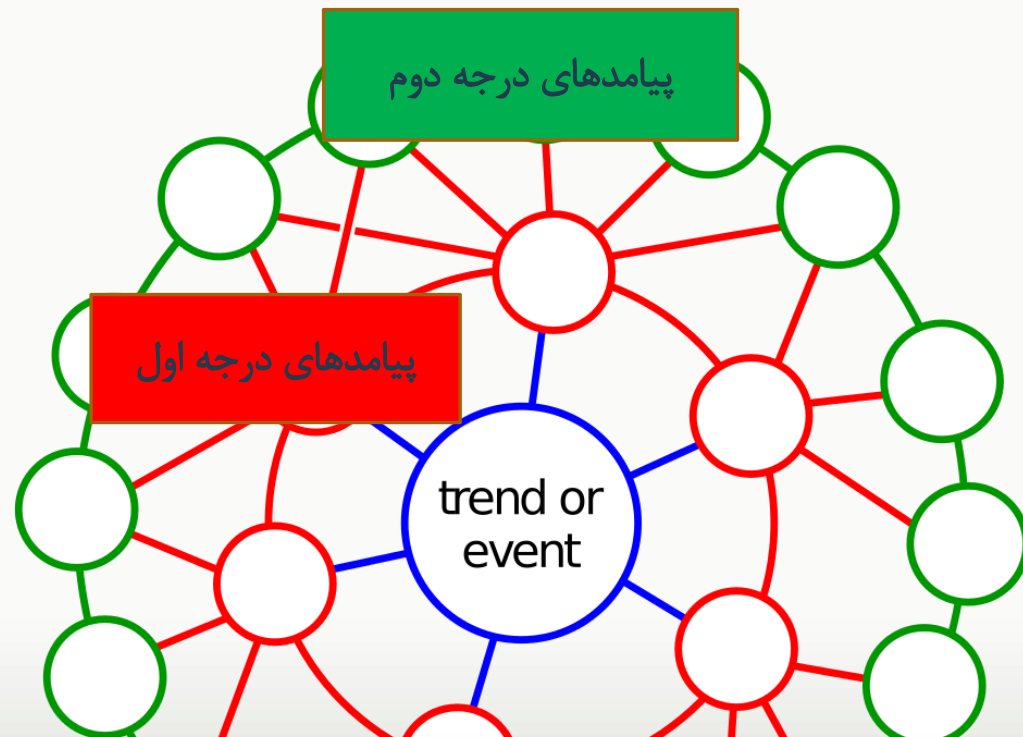 پیامدهای درجه دوم
پیامدهای درجه اول
trend or
event